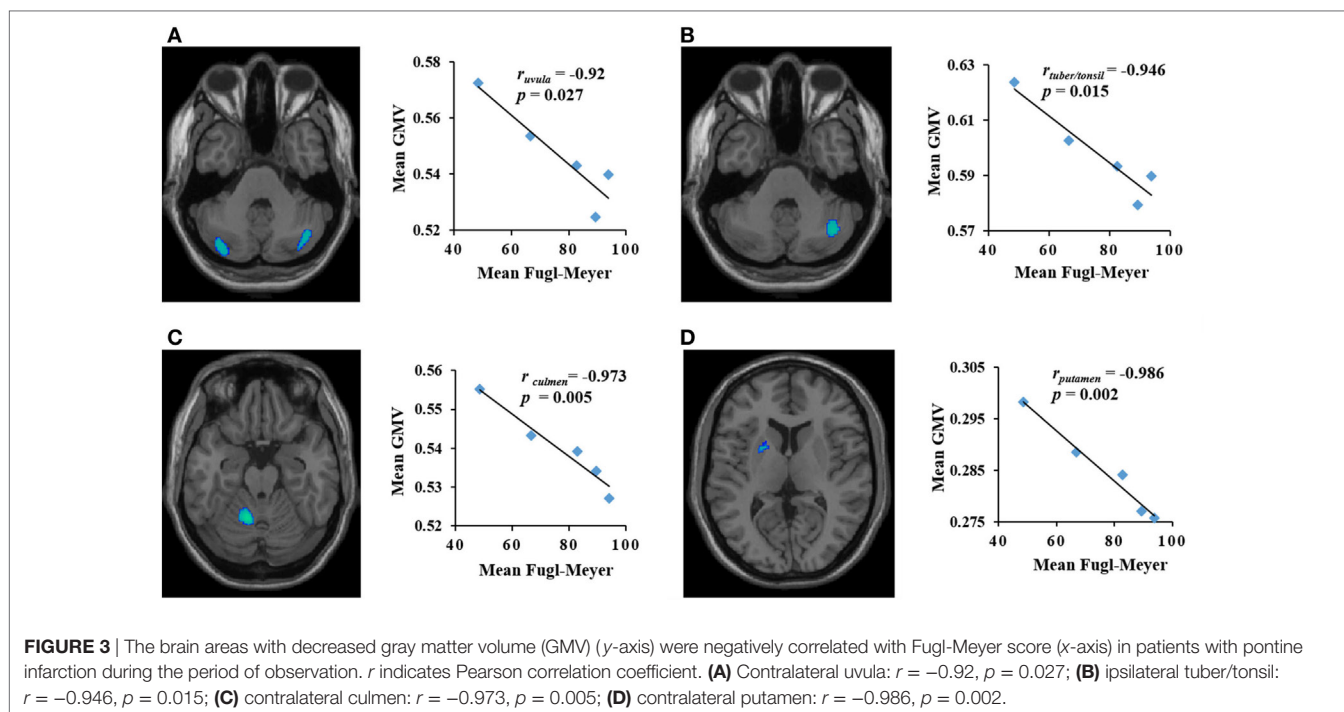 A
r uvula = -0.92
p = 0.027
Mean GMV
0.58
0.56
0.54
0.52
40 60 80 100
Mean Fugl-Meyer
B
r tuber/tonsil = -0.946
p = 0.015
Mean GMV
0.63
0.61
0.59
0.57
40 60 80 100
Mean Fugl-Meyer
C
r culmen = -0.973
p = 0.005
Mean GMV
0.56
0.55
0.54
0.53
0.52
40 60 80 100
Mean Fugl-Meyer
D
r putamen = -0.986
p = 0.002
Mean GMV
0.305
0.295
0.285
0.275
40 60 80 100
Mean Fugl-Meyer
FIGURE 3 | The brain areas with decreased gray matter volume (GMV) (y-axis) were negatively correlated with Fugl-Meyer score (x-axis) in patients with pontine
infarction during the period of observation. r indicates Pearson correlation coefficient. (A) Contralateral uvula: r = −0.92, p = 0.027; (B) ipsilateral tuber/tonsil:
r = −0.946, p = 0.015; (C) contralateral culmen: r = −0.973, p = 0.005; (D) contralateral putamen: r = −0.986, p = 0.002.